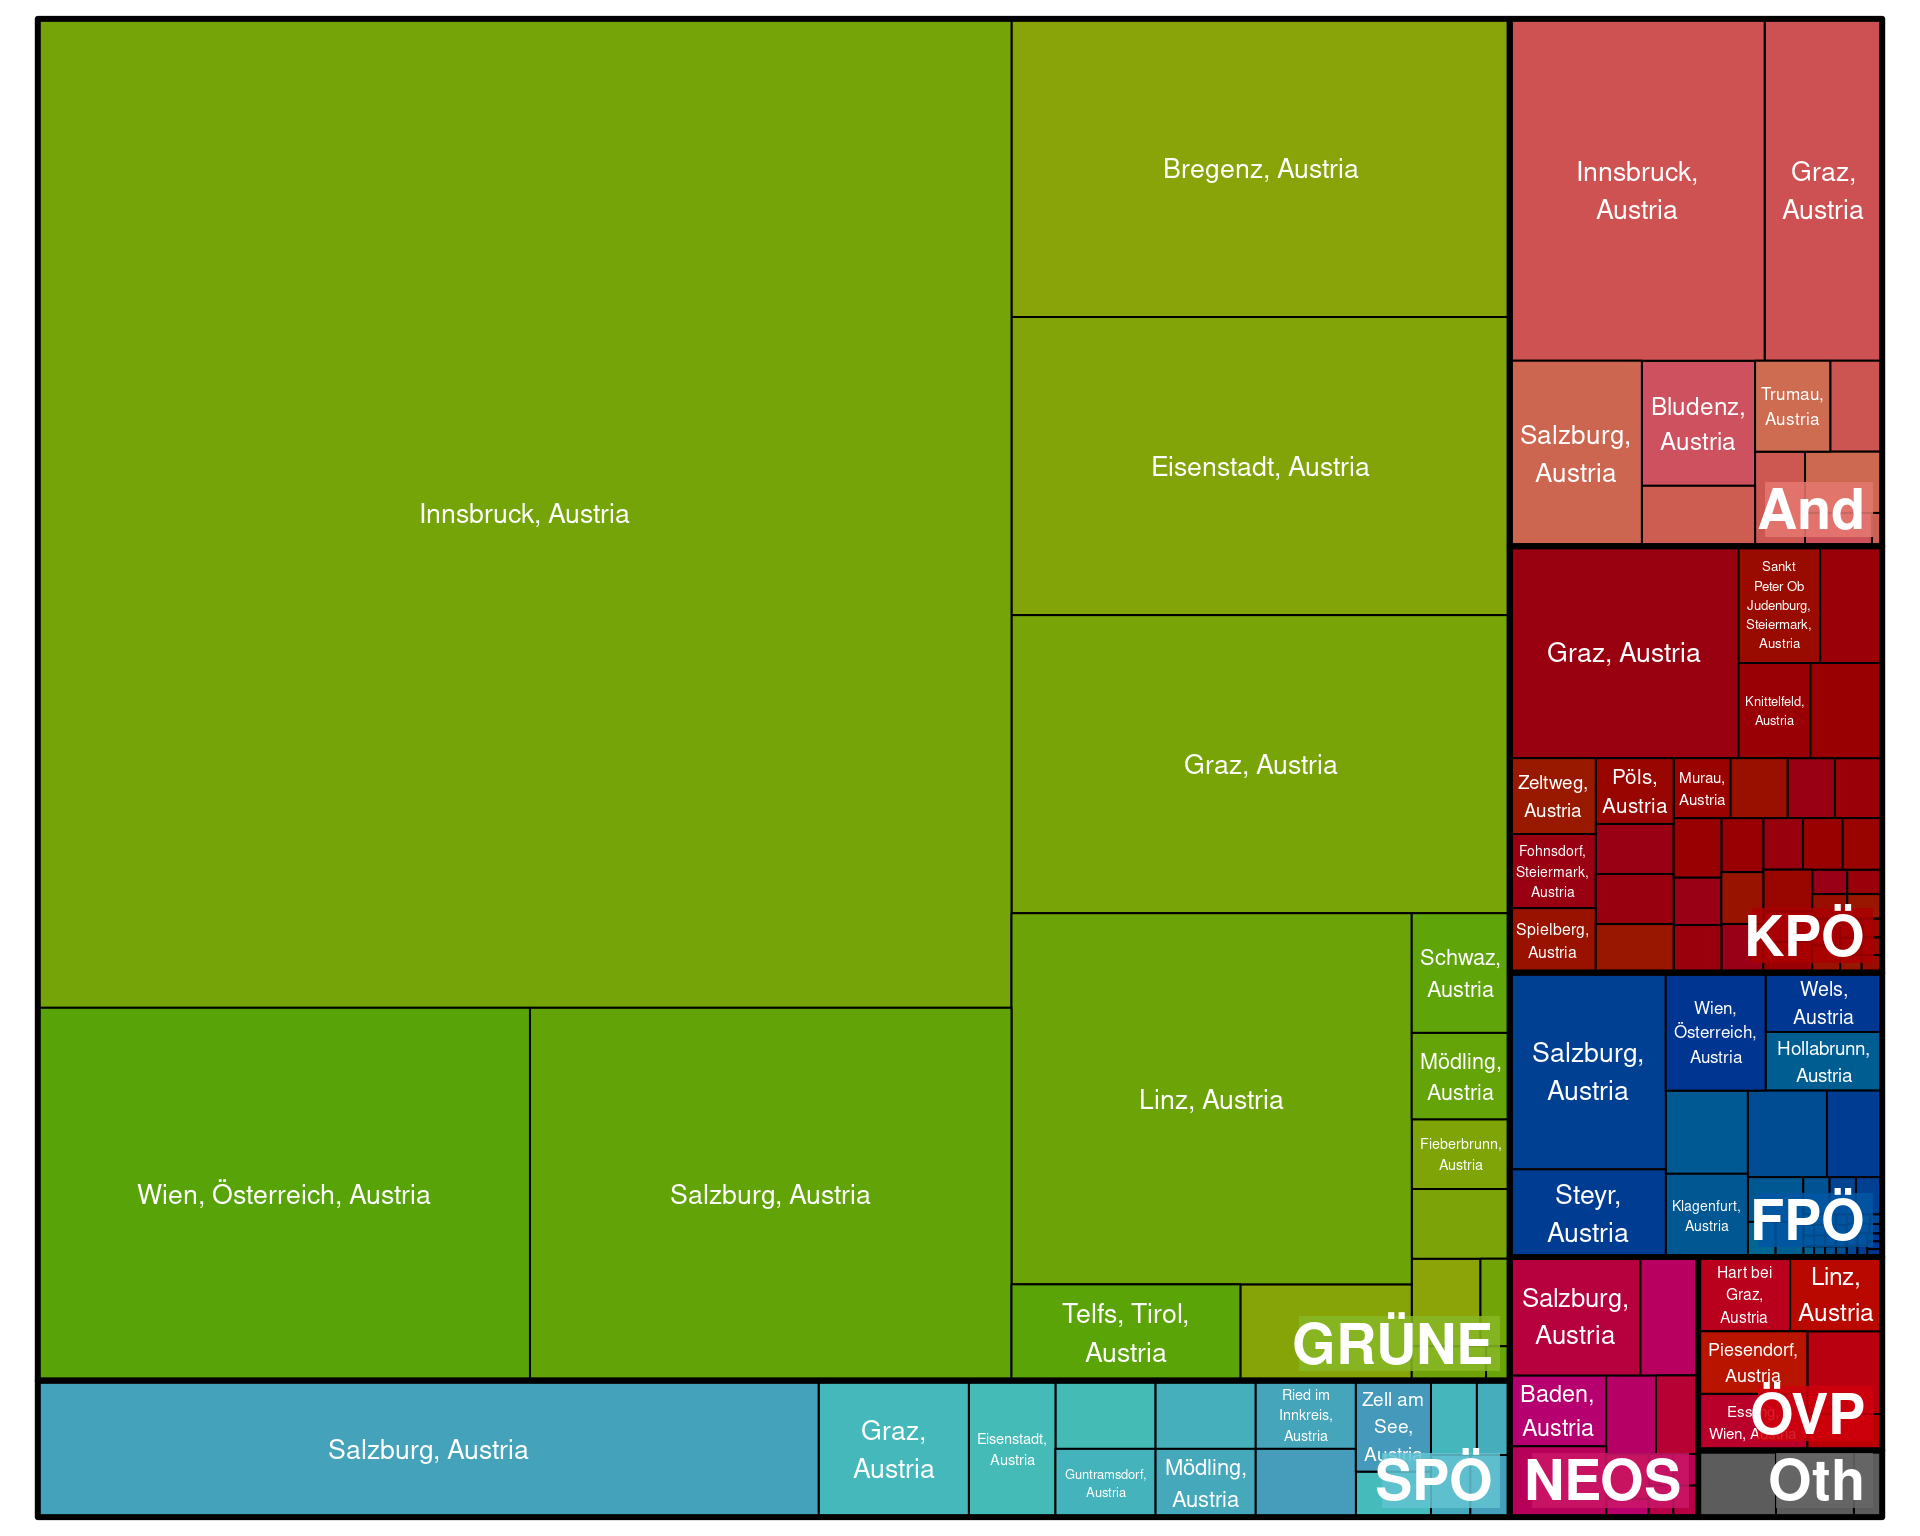 Innsbruck, Austria
Bregenz, Austria
Eisenstadt, Austria
Graz, Austria
Wien, Österreich, Austria
Salzburg, Austria
Linz, Austria
Schwaz,
Austria
Mödling,
Austria
Fieberbrunn,
Austria
Telfs, Tirol,
Austria
GRÜNE
Salzburg, Austria
Graz,
Austria
Eisenstadt,
Austria
Guntramsdorf,
Austria
Mödling,
Austria
Ried im
Innkreis,
Austria
Zell am
See,
Austria
SPÖ
Innsbruck,
Austria
Graz,
Austria
Salzburg,
Austria
Bludenz,
Austria
Trumau,
Austria
And
Graz, Austria
Sankt
Peter Ob
Judenburg,
Steiermark,
Austria
Knittelfeld,
Austria
Zeltweg,
Austria
Pöls,
Austria
Murau,
Austria
Fohnsdorf,
Steiermark,
Austria
Spielberg,
Austria
KPÖ
Salzburg,
Austria
Wien,
Österreich,
Austria
Wels,
Austria
Hollabrunn,
Austria
Steyr,
Austria
Klagenfurt,
Austria
FPÖ
Salzburg,
Austria
Baden,
Austria
NEOS
Hart bei
Graz,
Austria
Linz,
Austria
Piesendorf,
Austria
Essling,
Wien, Austria
ÖVP
Oth